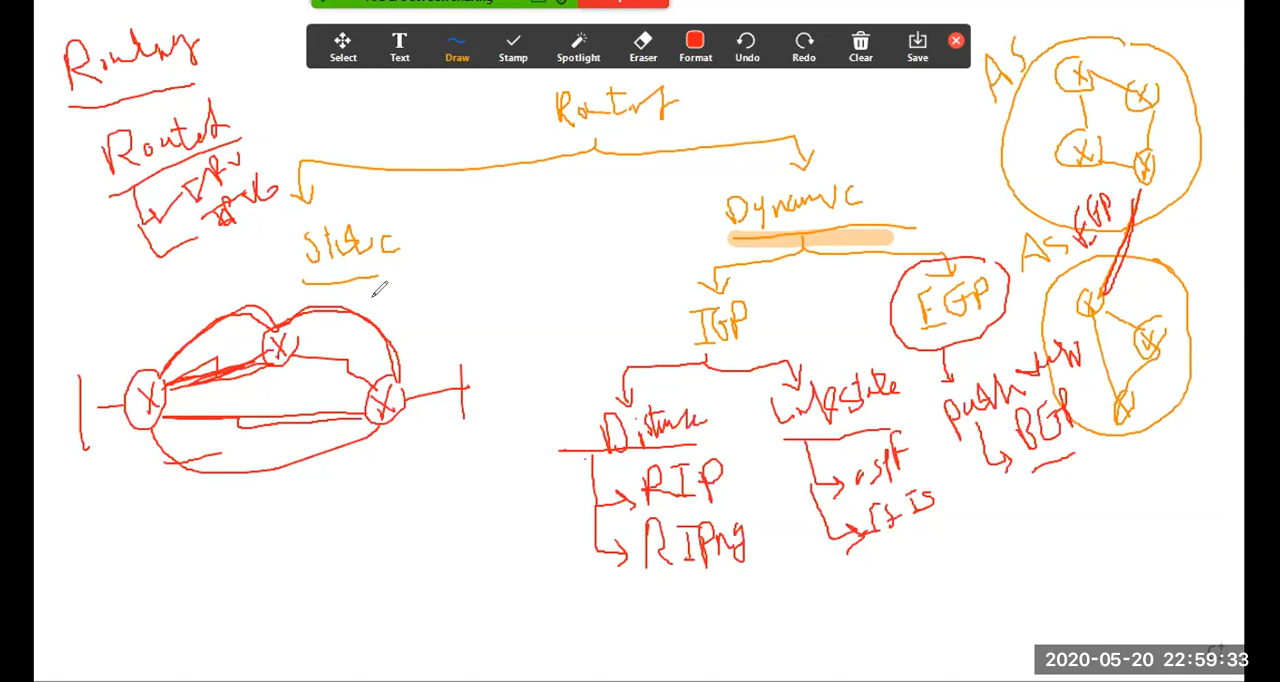 Select
Text
Draw
Stamp
Spotlight
Eraser
Format
Undo
Redo
Clear
Save
Routing
Routed
IPv6
Routing
Static
Dynamic
IGP
EGP
Distance
RIP
RIPng
Link State
OSPF
IS IS
path
BGP
AS
EGP
AS
2020-05-20 22:59:33